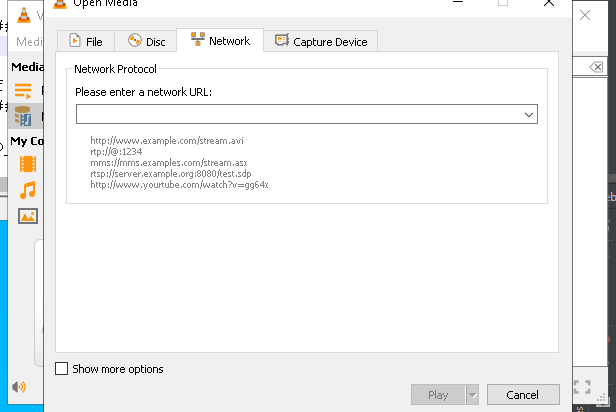 Open Media
Medi
File
Disc
Network
Capture Device
Media
Network Protocol
Please enter a network URL:
http://www.example.com/stream.avi
rtp://@:1234
mms://mms.examples.com/stream.asx
rtsp://server.example.org:8080/test.sdp
http://www.yourtube.com/watch?v=gg64x
My Co
Show more options
Play
Cancel